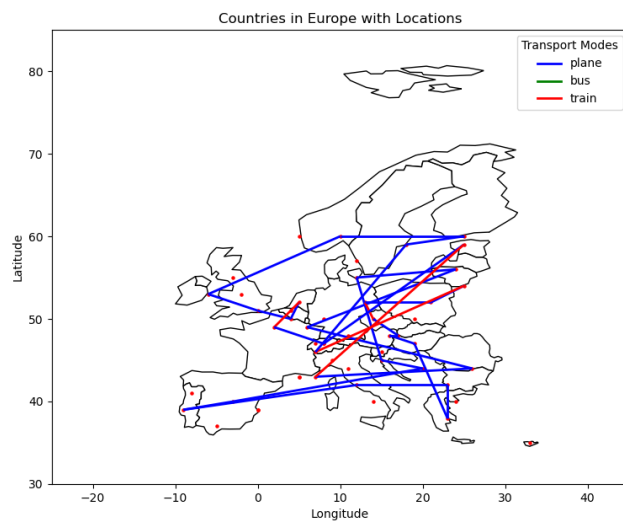 Countries in Europe with Locations
Transport Modes
plane
bus
train
80
70
60
50
40
30
Latitude
−20
−10
0
10
20
30
40
Longitude